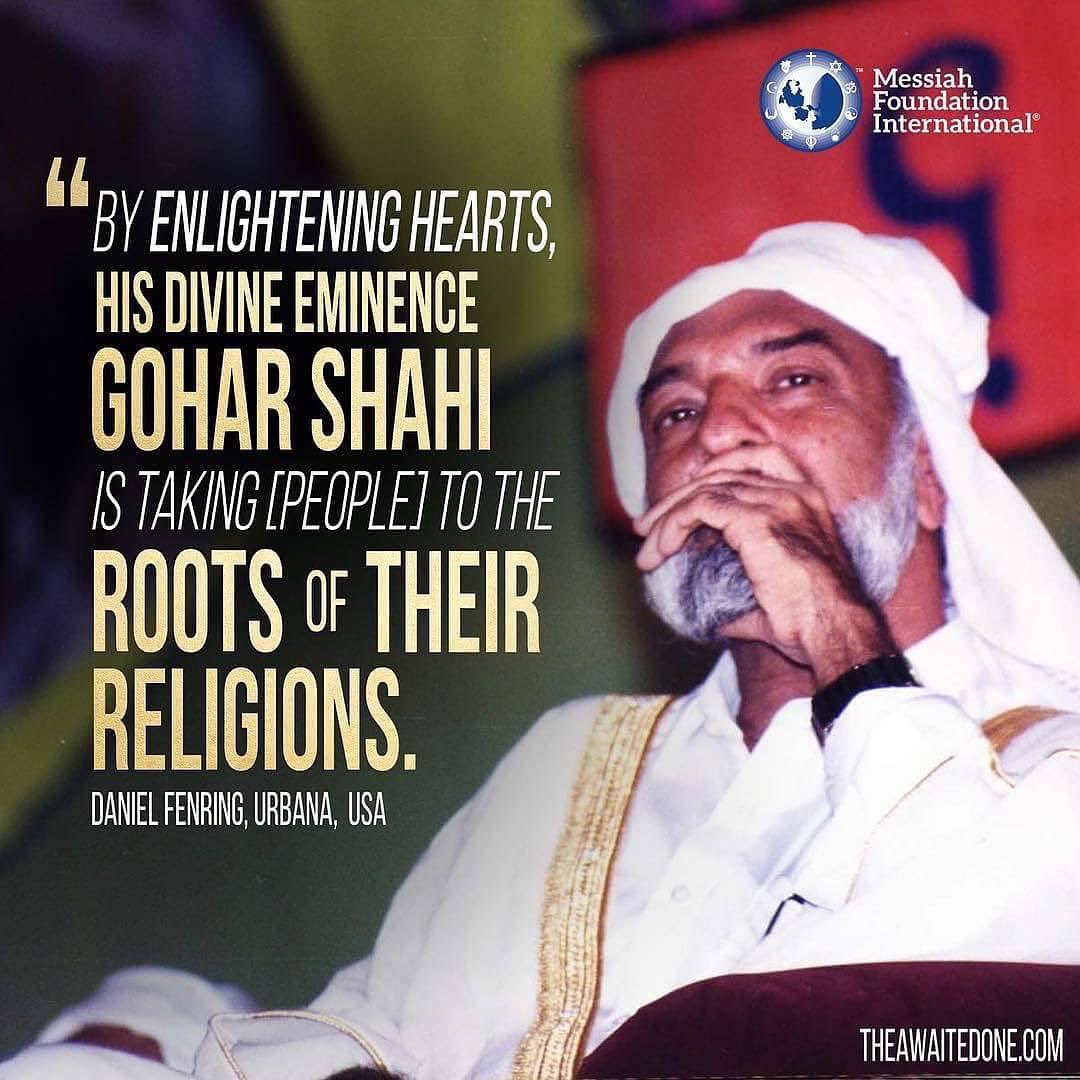 Messiah
Foundation
International®
“BY ENLIGHTENING HEARTS,
HIS DIVINE EMINENCE
GOHAR SHAHI
IS TAKING [PEOPLE] TO THE
ROOTS OF THEIR
RELIGIONS.
DANIEL FENRING, URBANA, USA
THEAWAITEDONE.COM